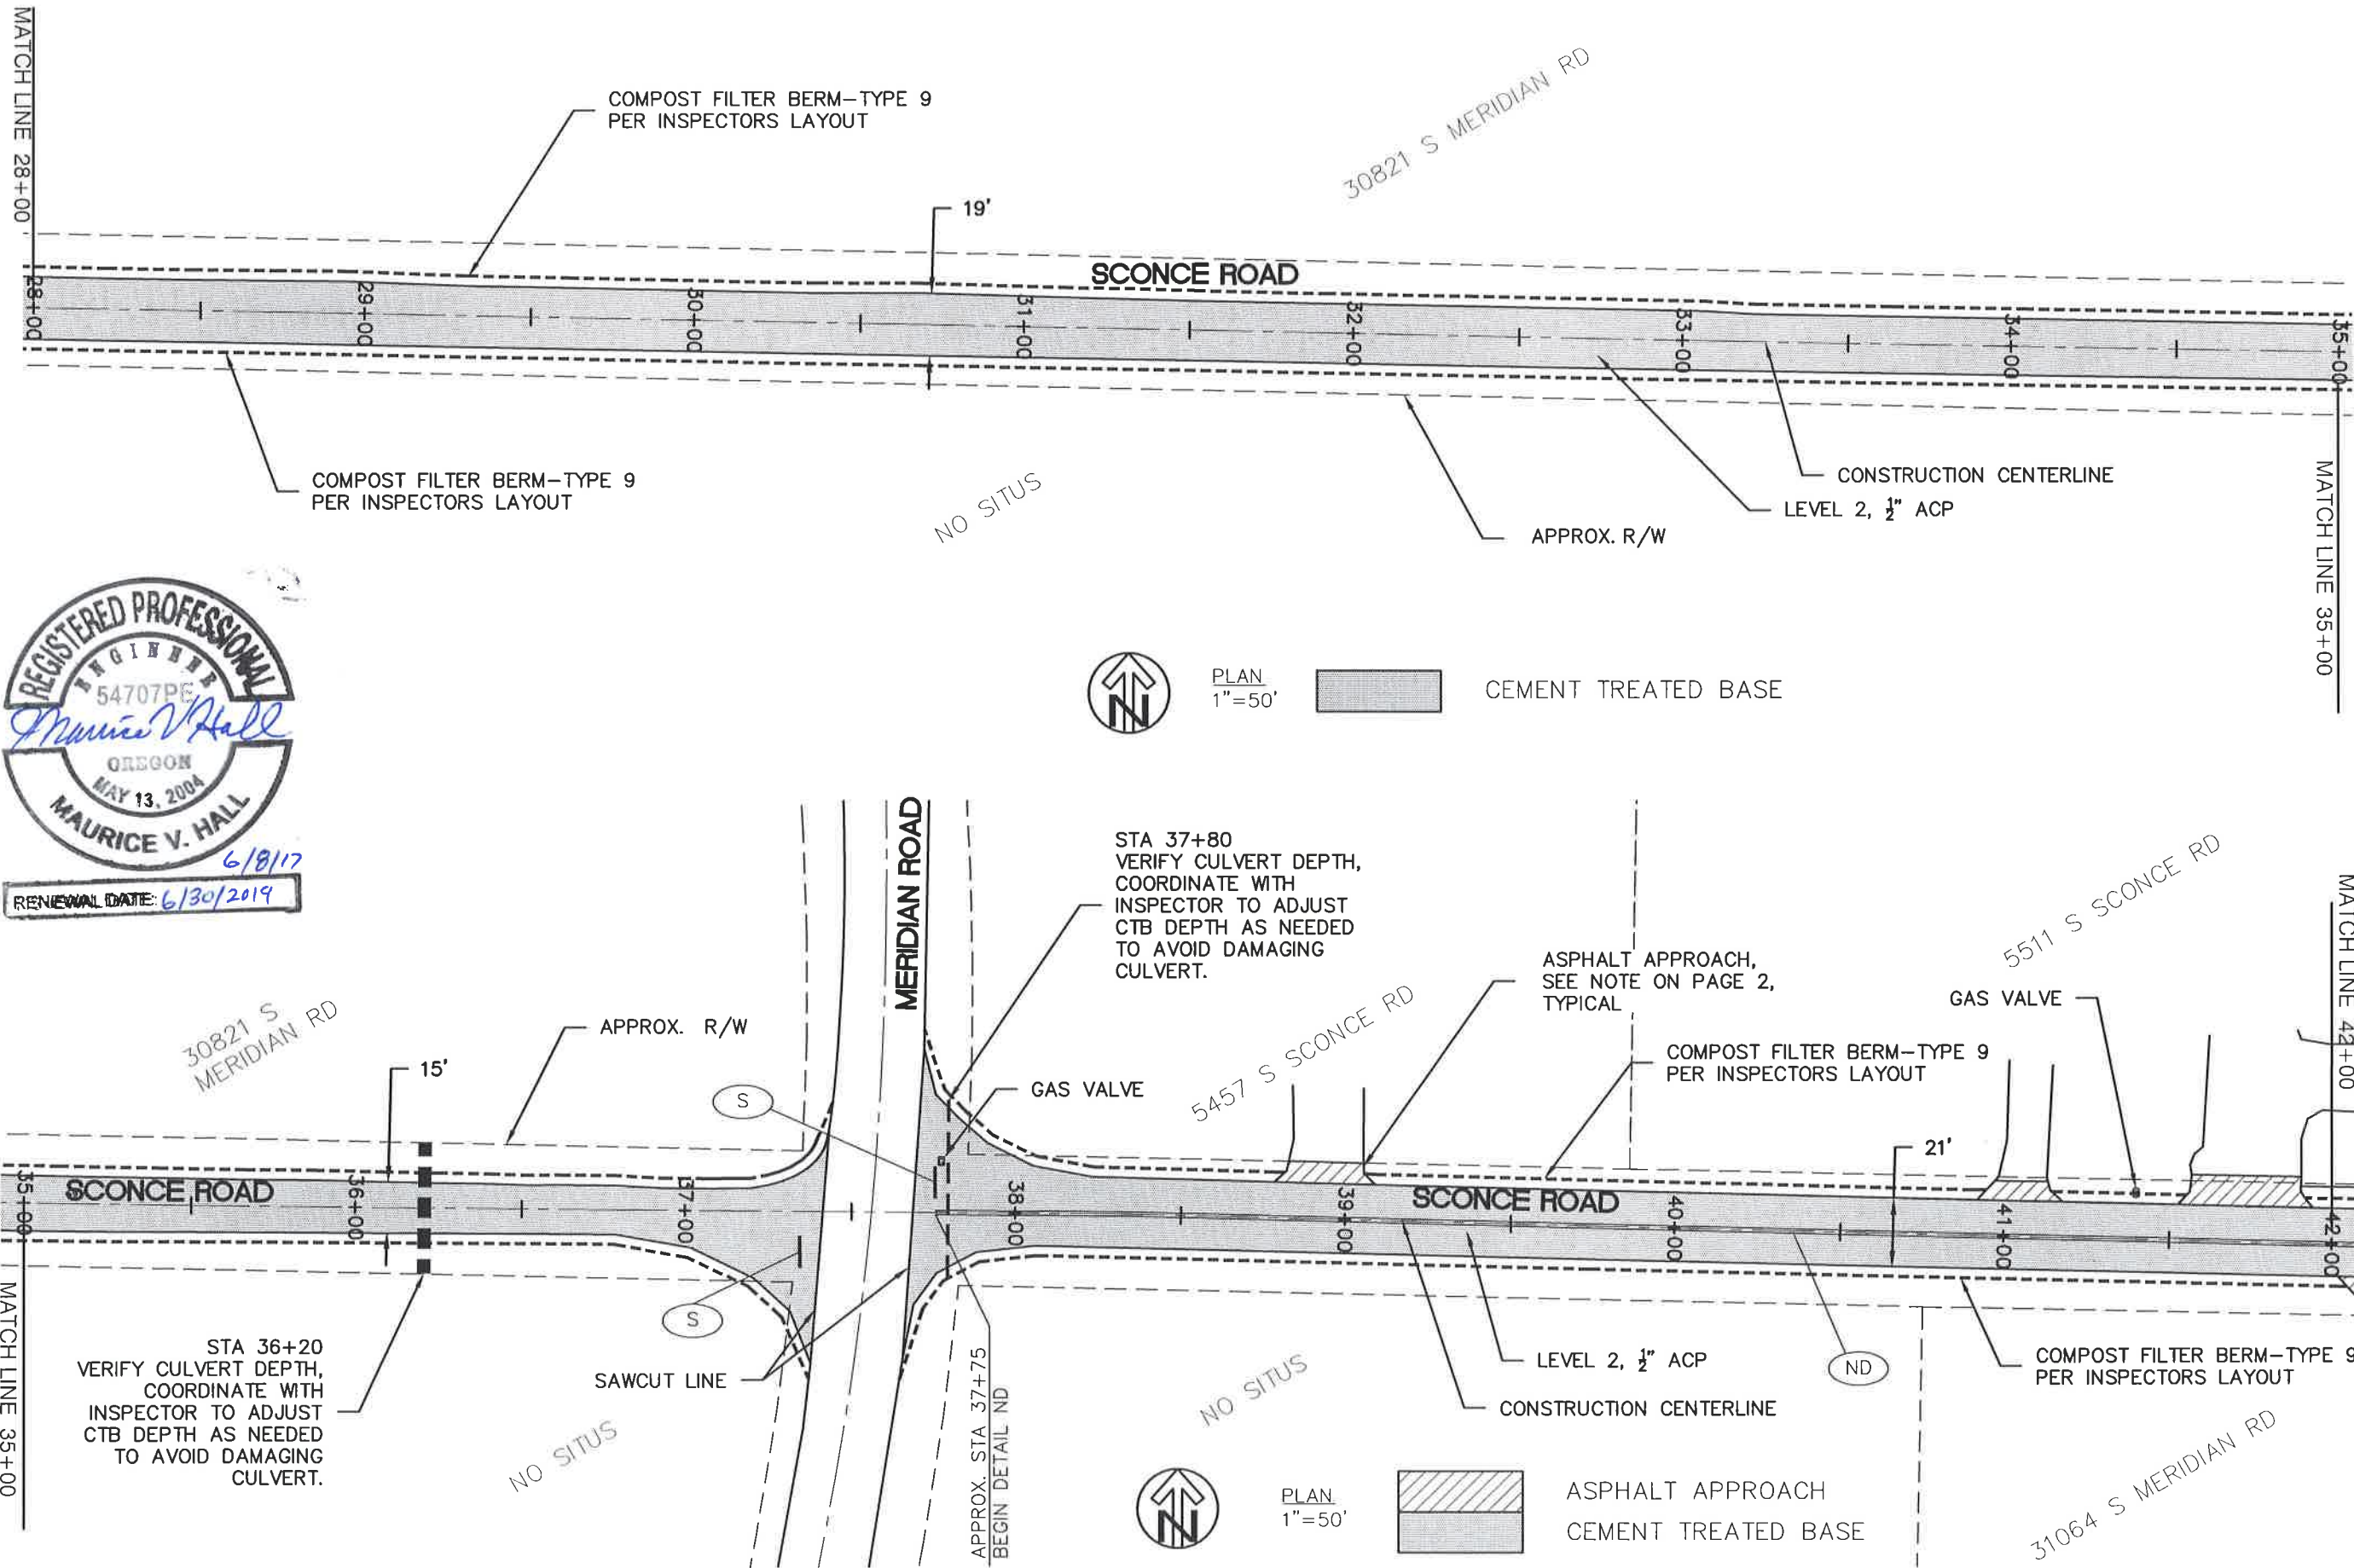 MATCH LINE 28+00
COMPOST FILTER BERM-TYPE 9
PER INSPECTORS LAYOUT
30821 S MERIDIAN RD
19'
SCONCE ROAD
28+00
29+00
30+00
31+00
32+00
33+00
34+00
35+00
COMPOST FILTER BERM-TYPE 9
PER INSPECTORS LAYOUT
NO SITUS
CONSTRUCTION CENTERLINE
LEVEL 2, ½" ACP
APPROX. R/W
MATCH LINE 35+00
REGISTERED PROFESSIONAL
ENGINEER
54707PE
Maurice V Hall
OREGON
MAY 13, 2004
MAURICE V. HALL
6/8/17
RENEWAL DATE: 6/30/2019
N
PLAN
1"=50'
CEMENT TREATED BASE
MERIDIAN ROAD
STA 37+80
VERIFY CULVERT DEPTH,
COORDINATE WITH
INSPECTOR TO ADJUST
CTB DEPTH AS NEEDED
TO AVOID DAMAGING
CULVERT.
ASPHALT APPROACH,
SEE NOTE ON PAGE 2,
TYPICAL
5511 S SCONCE RD
GAS VALVE
MATCH LINE 42+00
30821 S
MERIDIAN RD
APPROX. R/W
15'
S
GAS VALVE
5457 S SCONCE RD
COMPOST FILTER BERM-TYPE 9
PER INSPECTORS LAYOUT
21'
35+00
SCONCE ROAD
36+00
37+00
38+00
39+00
SCONCE ROAD
40+00
41+00
42+00
MATCH LINE 35+00
STA 36+20
VERIFY CULVERT DEPTH,
COORDINATE WITH
INSPECTOR TO ADJUST
CTB DEPTH AS NEEDED
TO AVOID DAMAGING
CULVERT.
S
SAWCUT LINE
NO SITUS
APPROX. STA 37+75
BEGIN DETAIL ND
NO SITUS
LEVEL 2, ½" ACP
CONSTRUCTION CENTERLINE
ND
COMPOST FILTER BERM-TYPE 9
PER INSPECTORS LAYOUT
31064 S MERIDIAN RD
N
PLAN
1"=50'
ASPHALT APPROACH
CEMENT TREATED BASE